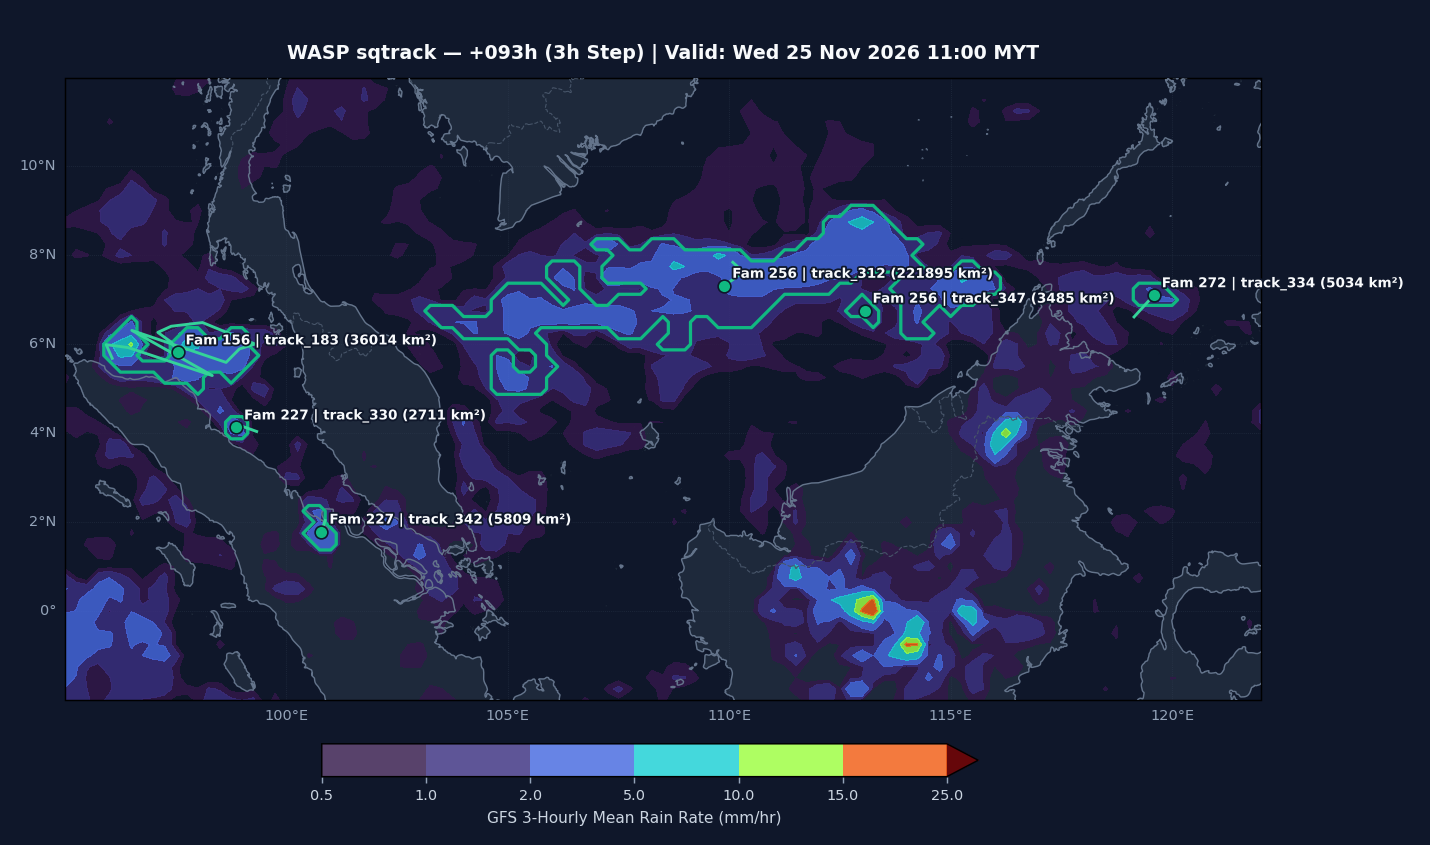 WASP sqtrack — +093h (3h Step) | Valid: Wed 25 Nov 2026 11:00 MYT
10°N
8°N
6°N
4°N
2°N
0°
Fam 256 | track_312 (221895 km²)
Fam 272 | track_334 (5034 km²)
Fam 256 | track_347 (3485 km²)
Fam 156 | track_183 (36014 km²)
Fam 227 | track_330 (2711 km²)
Fam 227 | track_342 (5809 km²)
100°E 105°E 110°E 115°E 120°E
0.5 1.0 2.0 5.0 10.0 15.0 25.0
GFS 3-Hourly Mean Rain Rate (mm/hr)